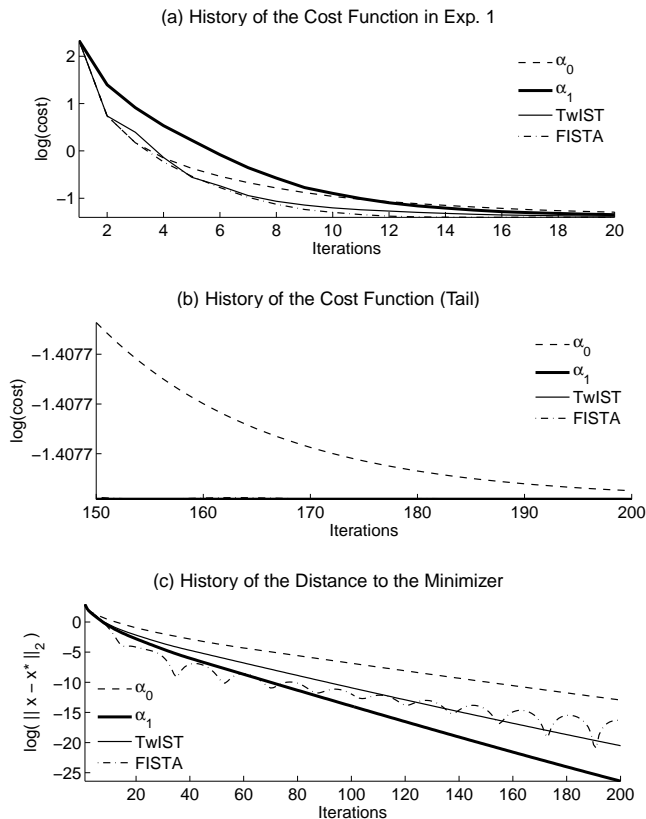 (a) History of the Cost Function in Exp. 1
log(cost)
2
1
0
−1
α0
α1
TwIST
FISTA
2 4 6 8 10 12 14 16 18 20
Iterations
(b) History of the Cost Function (Tail)
log(cost)
−1.4077
−1.4077
−1.4077
α0
α1
TwIST
FISTA
150 160 170 180 190 200
Iterations
(c) History of the Distance to the Minimizer
log( || x − x* ||2 )
0
−5
−10
−15
−20
−25
α0
α1
TwIST
FISTA
20 40 60 80 100 120 140 160 180 200
Iterations